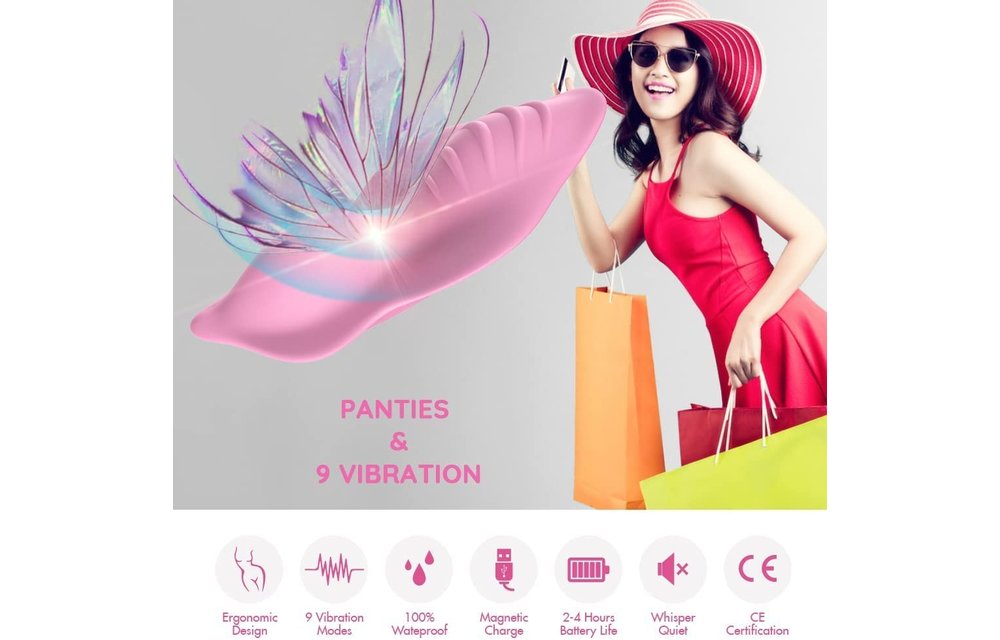 PANTIES
&
9 VIBRATION
CE
Ergonomic
Design
9 Vibration
Modes
100%
Wateproof
Magnetic
Charge
2-4 Hours
Battery Life
Whisper
Quiet
CE
Certification